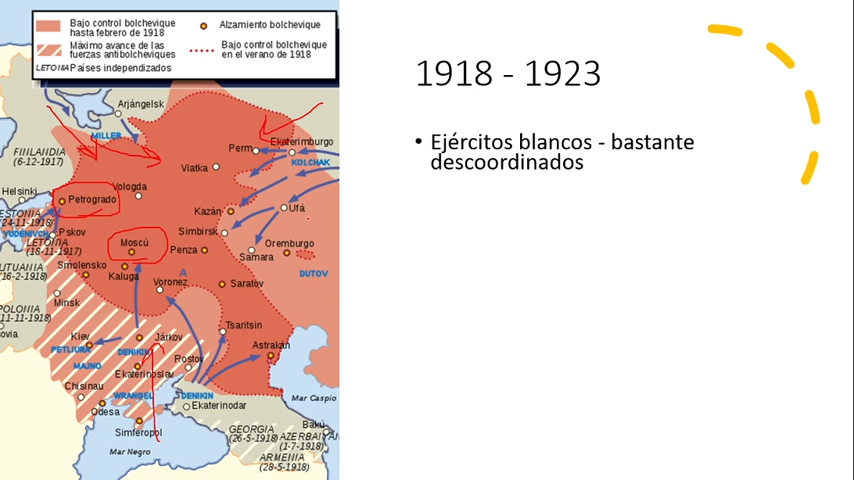 Bajo control bolchevique
hasta febrero de 1918
Alzamiento bolchevique
Máximo avance de las
fuerzas antibolcheviques
Bajo control bolchevique
en el verano de 1918
LETONIA Países independizados
1918 - 1923
• Ejércitos blancos - bastante
descoordinados
Arjángelsk
MILLER
FINLANDIA
(6-12-1917)
Perm
Ekaterimburgo
KOLCHAK
Viatka
Helsinki
Petrogrado
Vologda
ESTONIA
(24-11-1918)
YUDENIVCH
Pskov
Kazán
Ufá
LETONIA
(18-11-1917)
Simbirsk
Moscú
Penza
Samara
Oremburgo
LITUANIA
(16-2-1918)
Smolensko
Kaluga
DUTOV
Voronez
A
Saratov
Minsk
POLONIA
(11-11-1918)
Tsaritsin
Kiev
Járkov
PETLIURA
DENIKIN
Astrakán
MAJNO
Rostov
Ekaterinoslav
Chisinau
WRANGEL
DENIKIN
Mar Caspio
Odesa
Ekaterinodar
Simferopol
GEORGIA
(26-5-1918)
Bakú
(1-7-1918)
Mar Negro
ARMENIA
(28-5-1918)